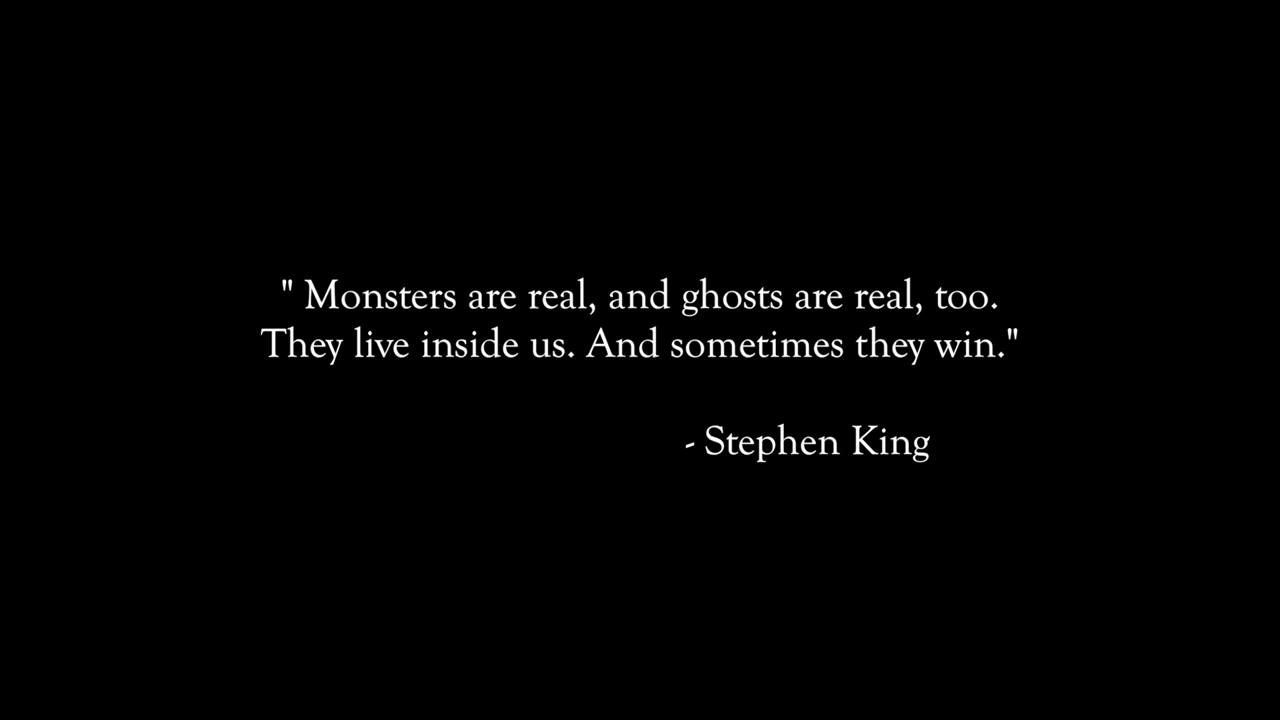 " Monsters are real, and ghosts are real, too.
They live inside us. And sometimes they win."
- Stephen King